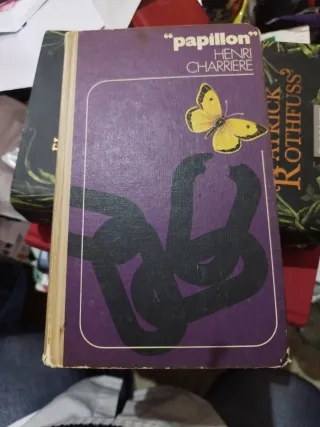 "papillon"
HENRI
CHARRIERE
ROTHFUSS